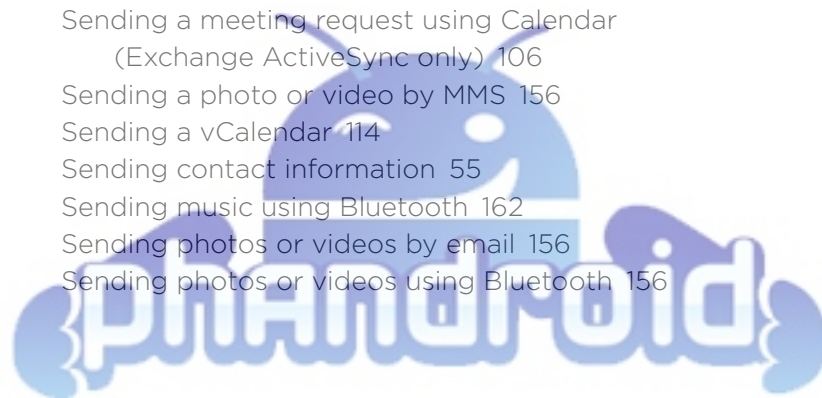 Sending a meeting request using Calendar
(Exchange ActiveSync only) 106
Sending a photo or video by MMS 156
Sending a vCalendar 114
Sending contact information 55
Sending music using Bluetooth 162
Sending photos or videos by email 156
Sending photos or videos using Bluetooth 156
phandroid